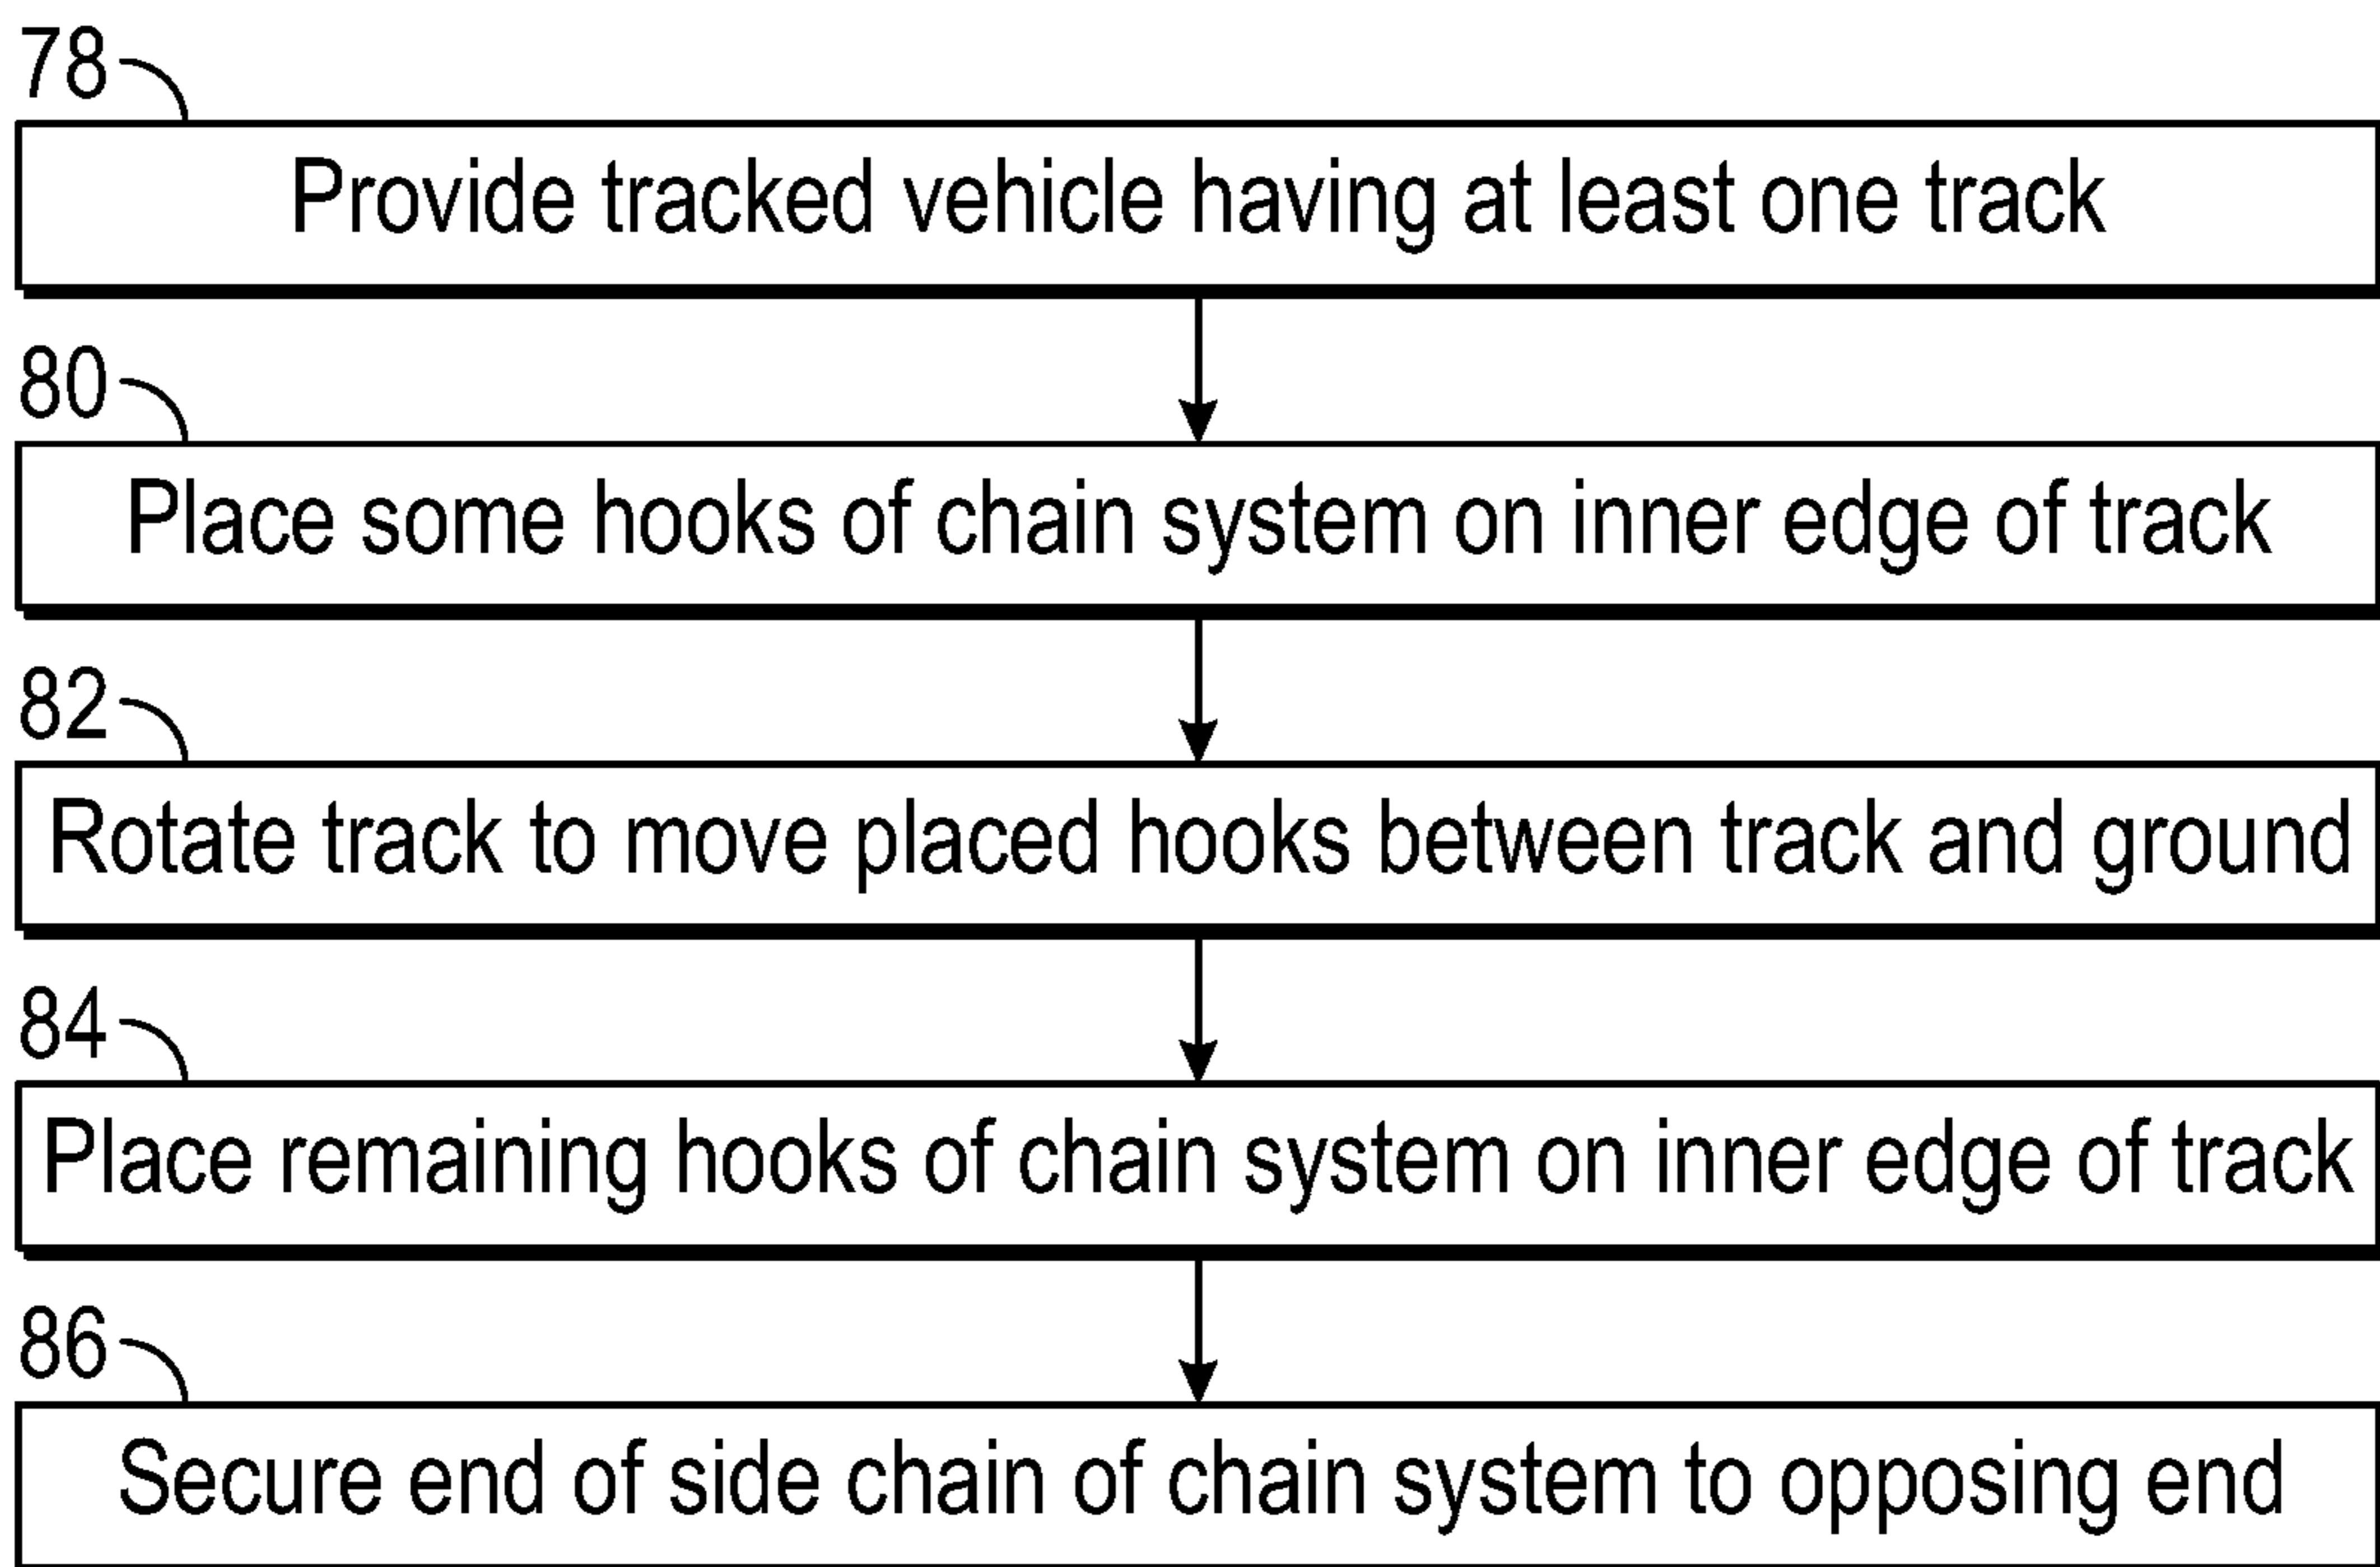 78
Provide tracked vehicle having at least one track
80
Place some hooks of chain system on inner edge of track
82
Rotate track to move placed hooks between track and ground
84
Place remaining hooks of chain system on inner edge of track
86
Secure end of side chain of chain system to opposing end